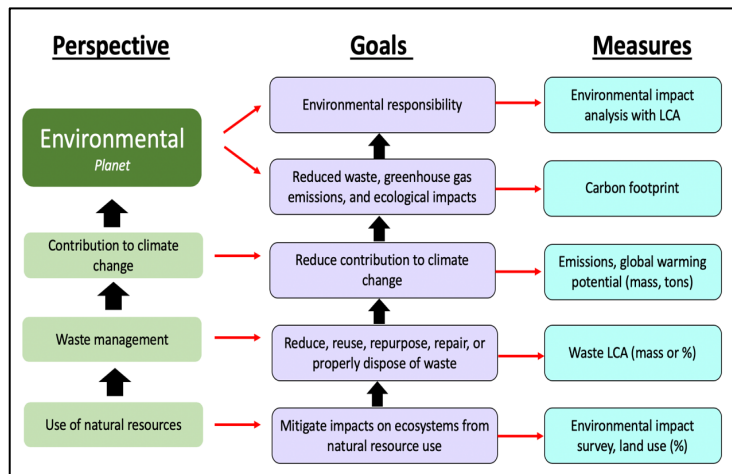 Perspective
Goals
Measures
Environmental
Planet
Environmental responsibility
Environmental impact
analysis with LCA
Reduced waste, greenhouse gas
emissions, and ecological impacts
Carbon footprint
Contribution to climate
change
Reduce contribution to climate
change
Emissions, global warming
potential (mass, tons)
Waste management
Reduce, reuse, repurpose, repair, or
properly dispose of waste
Waste LCA (mass or %)
Use of natural resources
Mitigate impacts on ecosystems from
natural resource use
Environmental impact
survey, land use (%)